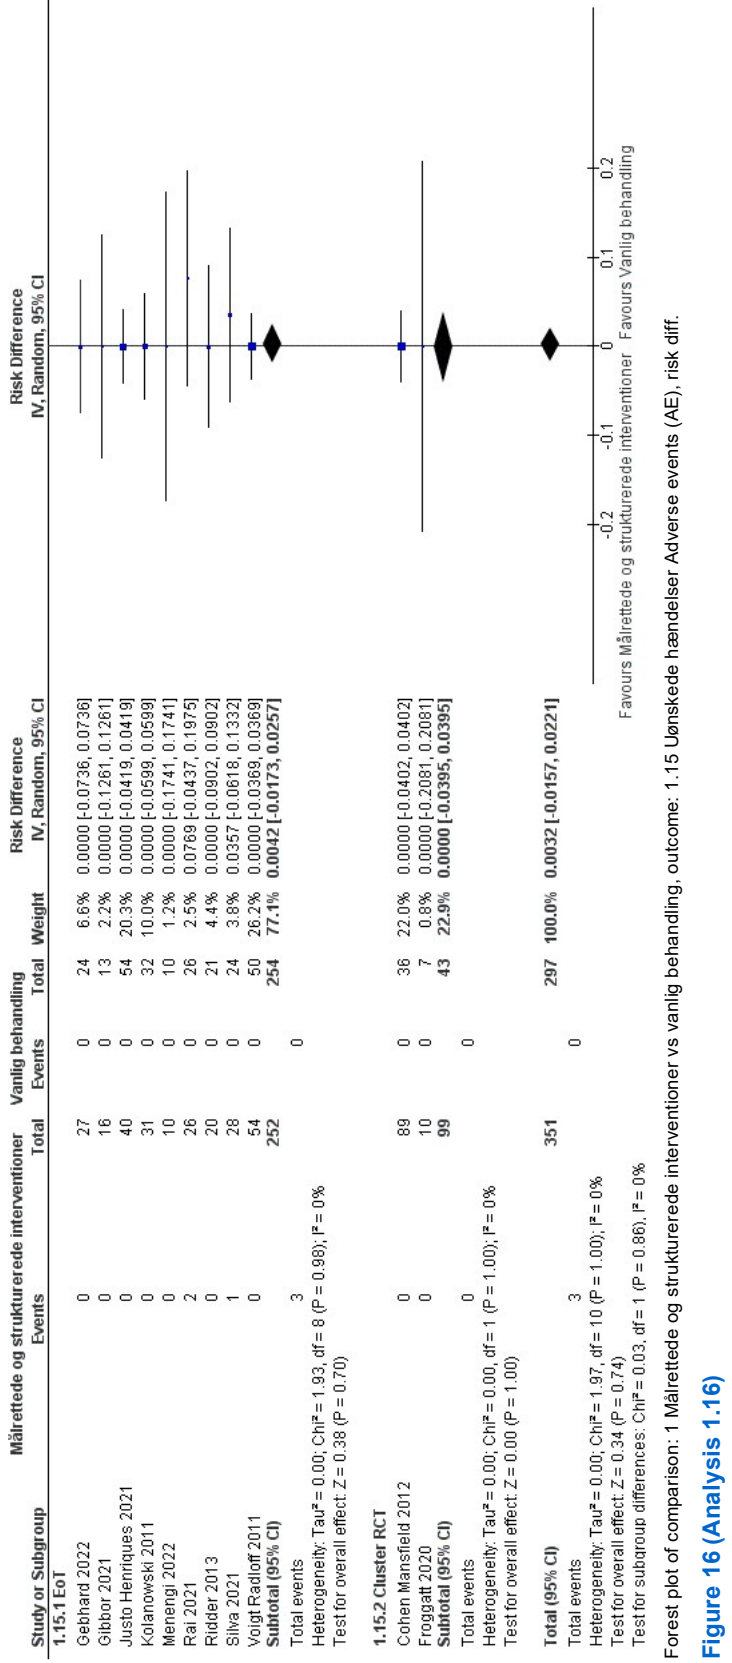 Målrettede og strukturerede interventioner Vanlig behandling Risk Difference Risk Difference
Study or Subgroup Events Total Events Total Weight IV, Random, 95% CI IV, Random, 95% CI
1.15.1 EoT
Gebhard 2022 0 27 0 24 6.6% 0.0000 [-0.0736, 0.0736]
Gibbor 2021 0 16 0 13 2.2% 0.0000 [-0.1261, 0.1261]
Justo Henriques 2021 0 40 0 54 20.3% 0.0000 [-0.0419, 0.0419]
Kolanowski 2011 0 31 0 32 10.0% 0.0000 [-0.0599, 0.0599]
Menengi 2022 0 10 0 10 1.2% 0.0000 [-0.1741, 0.1741]
Rai 2021 2 26 0 26 2.5% 0.0769 [-0.0437, 0.1975]
Ridder 2013 0 20 0 21 4.4% 0.0000 [-0.0902, 0.0902]
Silva 2021 1 28 0 24 3.8% 0.0357 [-0.0618, 0.1332]
Voigt Radloff 2011 0 54 0 50 26.2% 0.0000 [-0.0369, 0.0369]
Subtotal (95% CI) 252 254 77.1% 0.0042 [-0.0173, 0.0257]
Total events 3 0
Heterogeneity: Tau² = 0.00; Chi² = 1.93, df = 8 (P = 0.98); I² = 0%
Test for overall effect: Z = 0.38 (P = 0.70)
1.15.2 Cluster RCT
Cohen Mansfield 2012 0 89 0 36 22.0% 0.0000 [-0.0402, 0.0402]
Froggatt 2020 0 10 0 7 0.8% 0.0000 [-0.2081, 0.2081]
Subtotal (95% CI) 99 43 22.9% 0.0000 [-0.0395, 0.0395]
Total events 0 0
Heterogeneity: Tau² = 0.00; Chi² = 0.00, df = 1 (P = 1.00); I² = 0%
Test for overall effect: Z = 0.00 (P = 1.00)
Total (95% CI) 351 297 100.0% 0.0032 [-0.0157, 0.0221]
Total events 3 0
Heterogeneity: Tau² = 0.00; Chi² = 1.97, df = 10 (P = 1.00); I² = 0%
Test for overall effect: Z = 0.34 (P = 0.74)
Test for subgroup differences: Chi² = 0.03, df = 1 (P = 0.86), I² = 0%
-0.2 -0.1 0 0.1 0.2
Favours Målrettede og strukturerede interventioner Favours Vanlig behandling
Forest plot of comparison: 1 Målrettede og strukturerede interventioner vs vanlig behandling, outcome: 1.15 Uønskede hændelser Adverse events (AE), risk diff.
Figure 16 (Analysis 1.16)